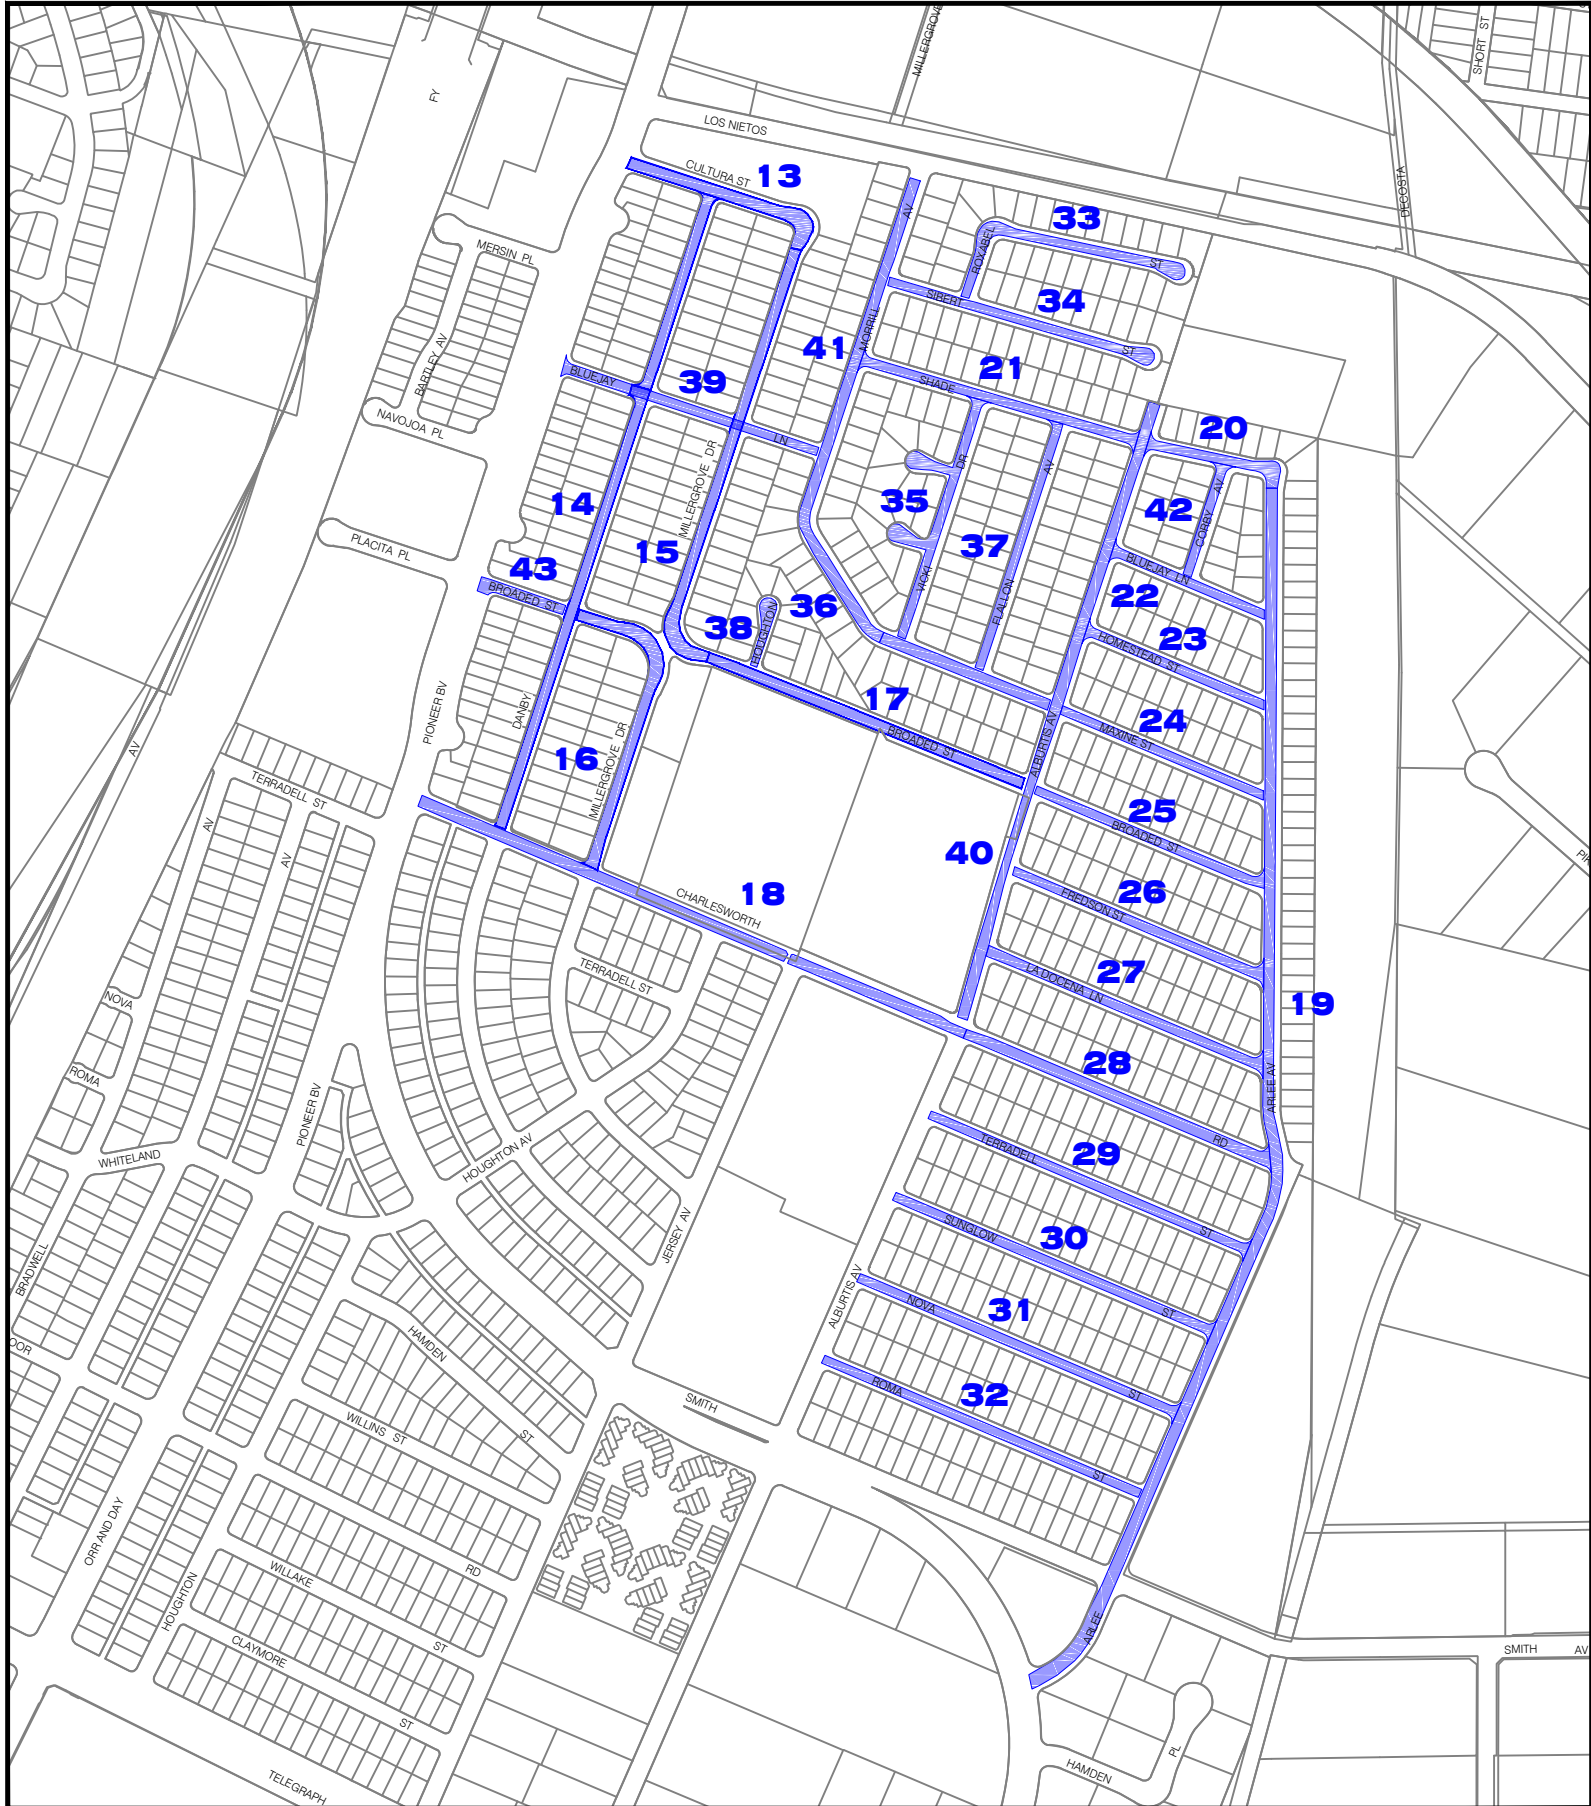 MILLERGROVE
SHORT ST
FY
LOS NIETOS
CULTURA ST
13
DECOSTA
AV
33
ROXABEL
ST
MERSIN PL
SIBERT
34
ST
BARTLEY AV
MORRILL
41
21
BLUEJAY
39
SHADE
NAVOJOA PL
20
LN
MILLERGROVE DR
DR
AV
AV
14
35
42
CORBY
PLACITA PL
15
37
43
BROADED ST
BLUEJAY LN
VICKI
FLALLON
22
36
38
HOUGHTON
23
HOMESTEAD ST
PIONEER BV
DANBY
17
24
AV
BROADED ST
ALBURTIS AV
MAXINE ST
16
MILLERGROVE DR
TERRADELL ST
25
AV
BROADED ST
AV
40
18
26
CHARLESWORTH
FREDSON ST
TERRADELL ST
27
LA DOCENA LN
NOVA
19
28
ROMA
ARLEE AV
PIONEER BV
RD
HOUGHTON AV
29
WHITELAND
TERRADELL
ST
JERSEY AV
SUNGLOW
30
BRADWELL
ALBURTIS AV
NOVA
31
ST
OOR
HAMDEN
ROMA
32
ST
SMITH
WILLINS ST
ST
ST
ORR AND DAY
RD
WILLAKE
HOUGHTON
ARLEE
ST
CLAYMORE
SMITH AV
ST
PL
HAMDEN
TELEGRAPH